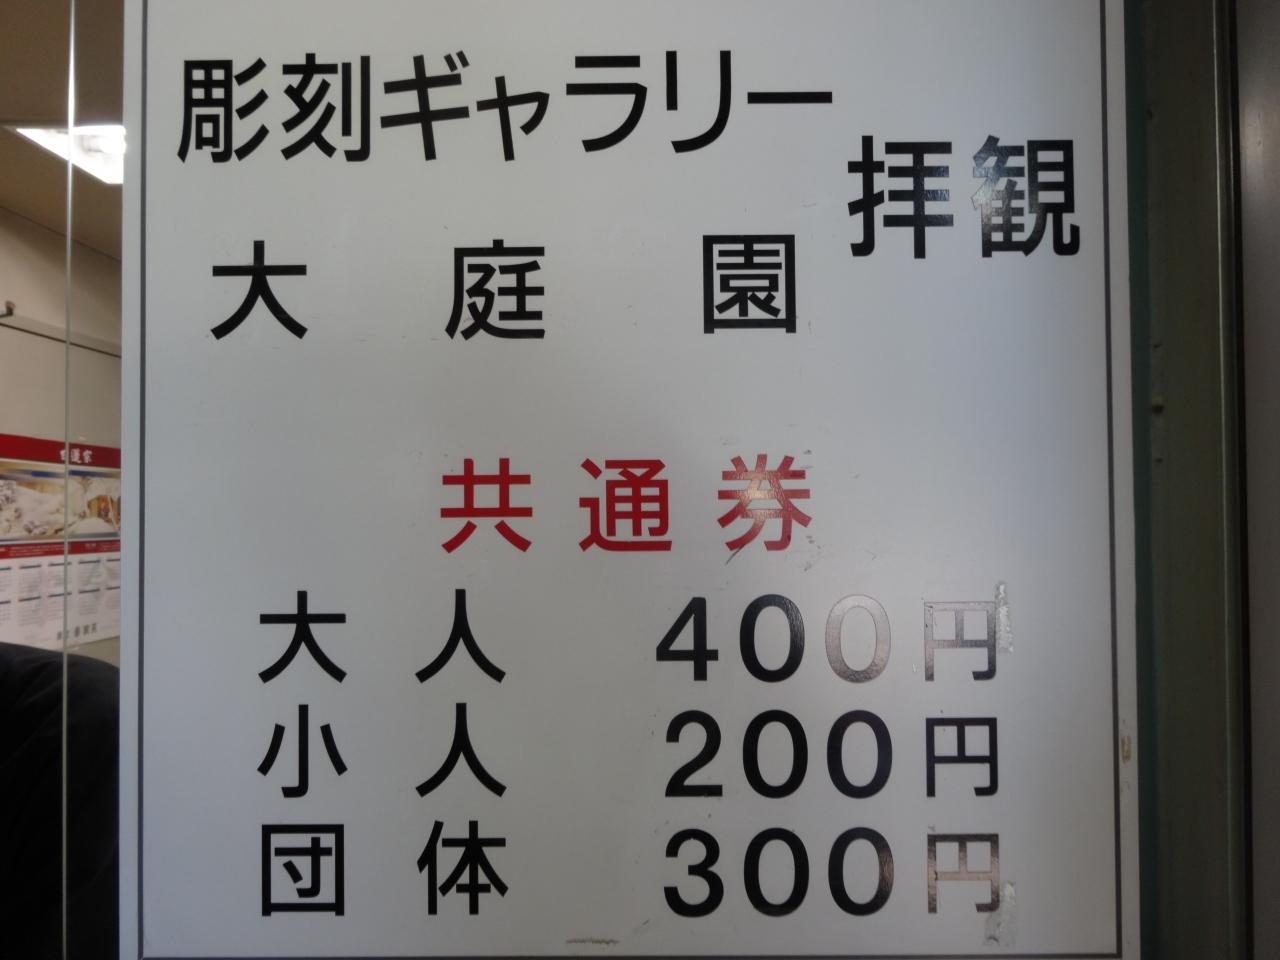 彫刻ギャラリー
拝観
大庭園
共通券
大人 400円
小人 200円
団体 300円